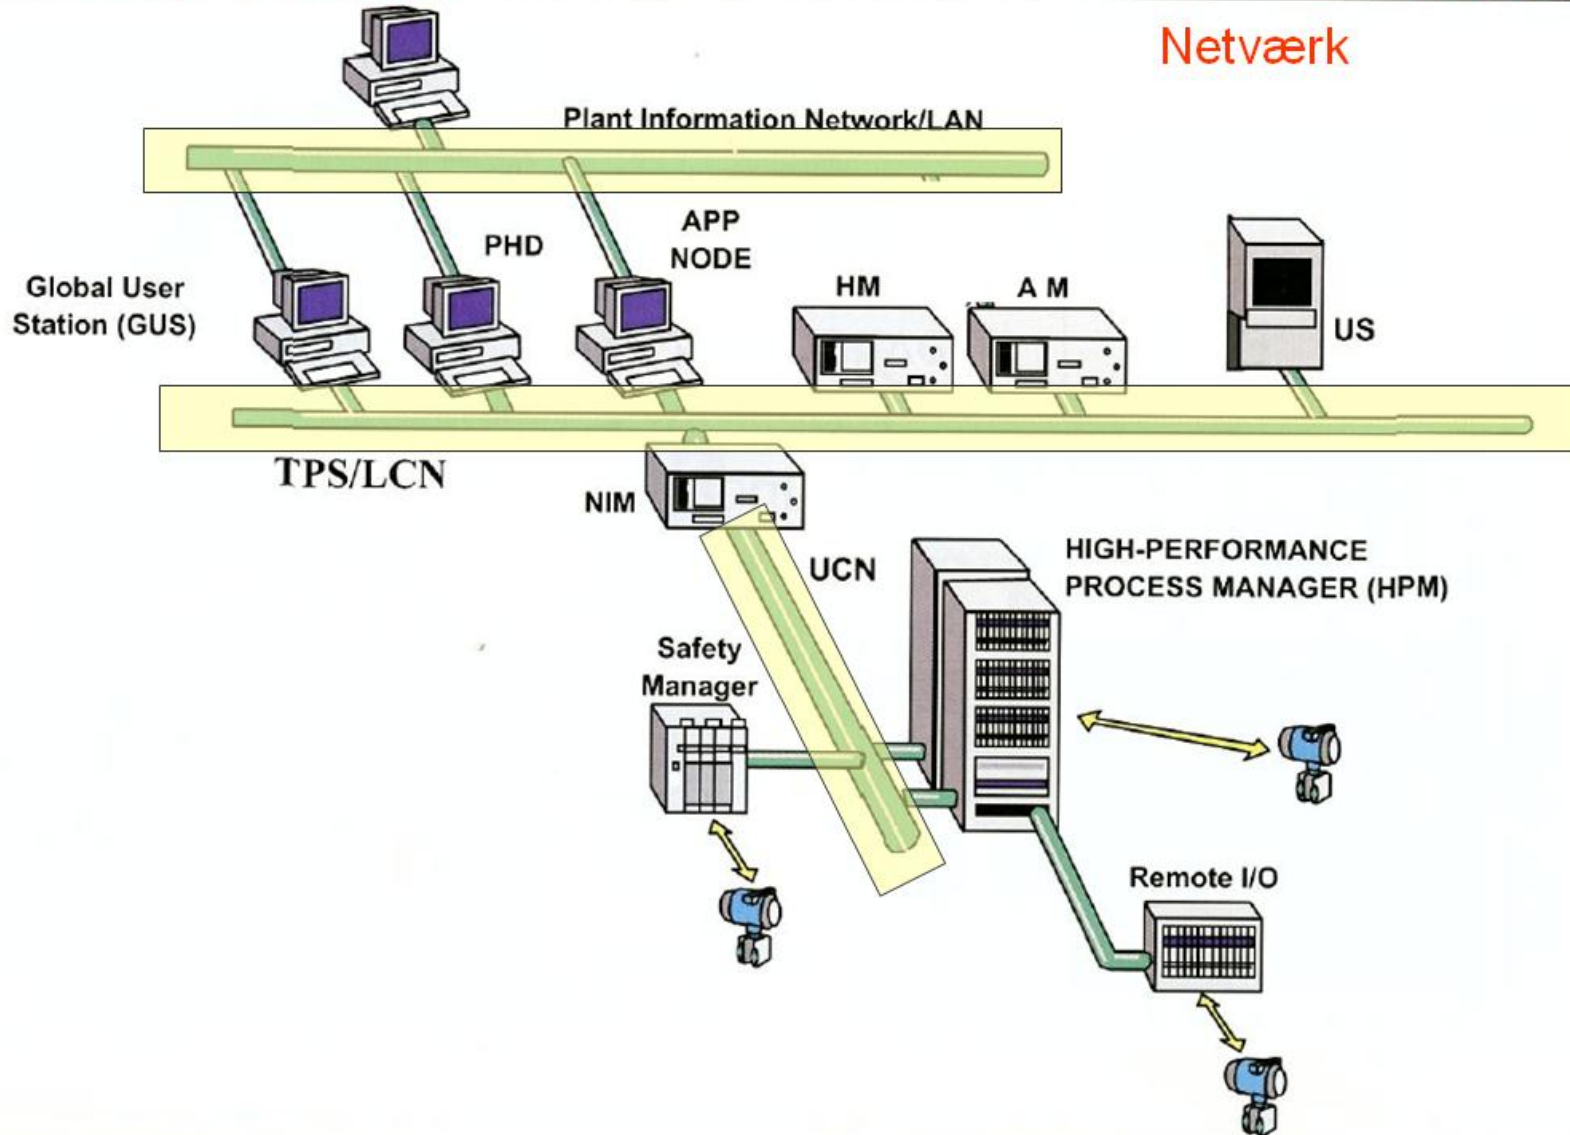 Netværk
Plant Information Network/LAN
APP
NODE
PHD
Global User
Station (GUS)
HM
A M
US
TPS/LCN
NIM
UCN
HIGH-PERFORMANCE
PROCESS MANAGER (HPM)
Safety
Manager
Remote I/O